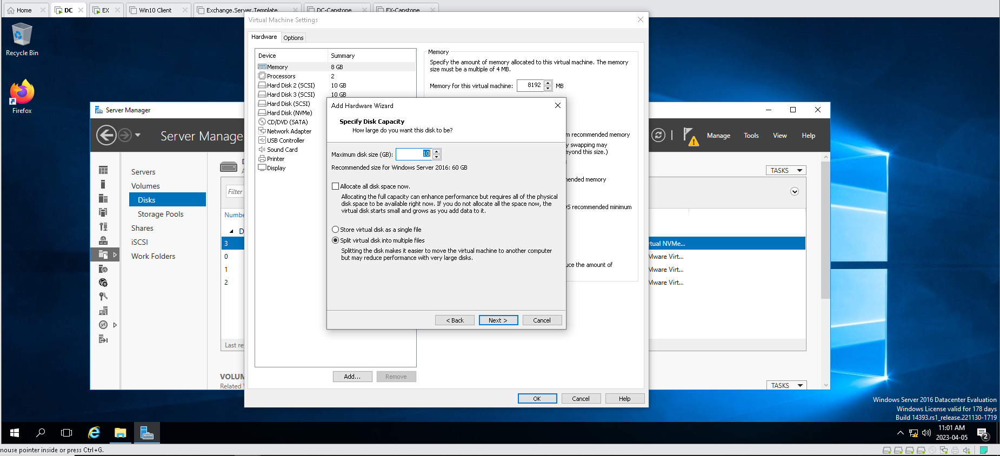 Home
DC
EX
Win10 Client
Exchange.Server.Template
DC-Capstone
EX-Capstone
Recycle Bin
Firefox
Virtual Machine Settings
Hardware
Options
Device
Summary
Memory
8 GB
Processors
2
Hard Disk 2 (SCSI)
10 GB
Hard Disk 3 (SCSI)
10 GB
Hard Disk (SCSI)
Hard Disk (NVMe)
CD/DVD (SATA)
Network Adapter
USB Controller
Sound Card
Printer
Display
Memory
Specify the amount of memory allocated to this virtual machine. The memory
size must be a multiple of 4 MB.
Memory for this virtual machine:
8192
MB
m recommended memory
y swapping may
eyond this size.)
nended memory
OS recommended minimum
uce the amount of
Add...
Remove
OK
Cancel
Help
Add Hardware Wizard
Specify Disk Capacity
How large do you want this disk to be?
Maximum disk size (GB):
10
Recommended size for Windows Server 2016: 60 GB
Allocate all disk space now.
Allocating the full capacity can enhance performance but requires all of the physical
disk space to be available right now. If you do not allocate all the space now, the
virtual disk starts small and grows as you add data to it.
Store virtual disk as a single file
Split virtual disk into multiple files
Splitting the disk makes it easier to move the virtual machine to another computer
but may reduce performance with very large disks.
< Back
Next >
Cancel
Server Manager
Server Manage
Manage
Tools
View
Help
Servers
Volumes
Disks
Storage Pools
Shares
iSCSI
Work Folders
D
A
TASKS
Filter
Numbe
D
3
rtual NVMe...
0
Mware Virt...
1
Mware Virt...
2
Mware Virt...
Last re
VOLUM
Related
TASKS
Windows Server 2016 Datacenter Evaluation
Windows License valid for 178 days
Build 14393.rs1_release.221130-1719
11:01 AM
2023-04-05
2
mouse pointer inside or press Ctrl+G.